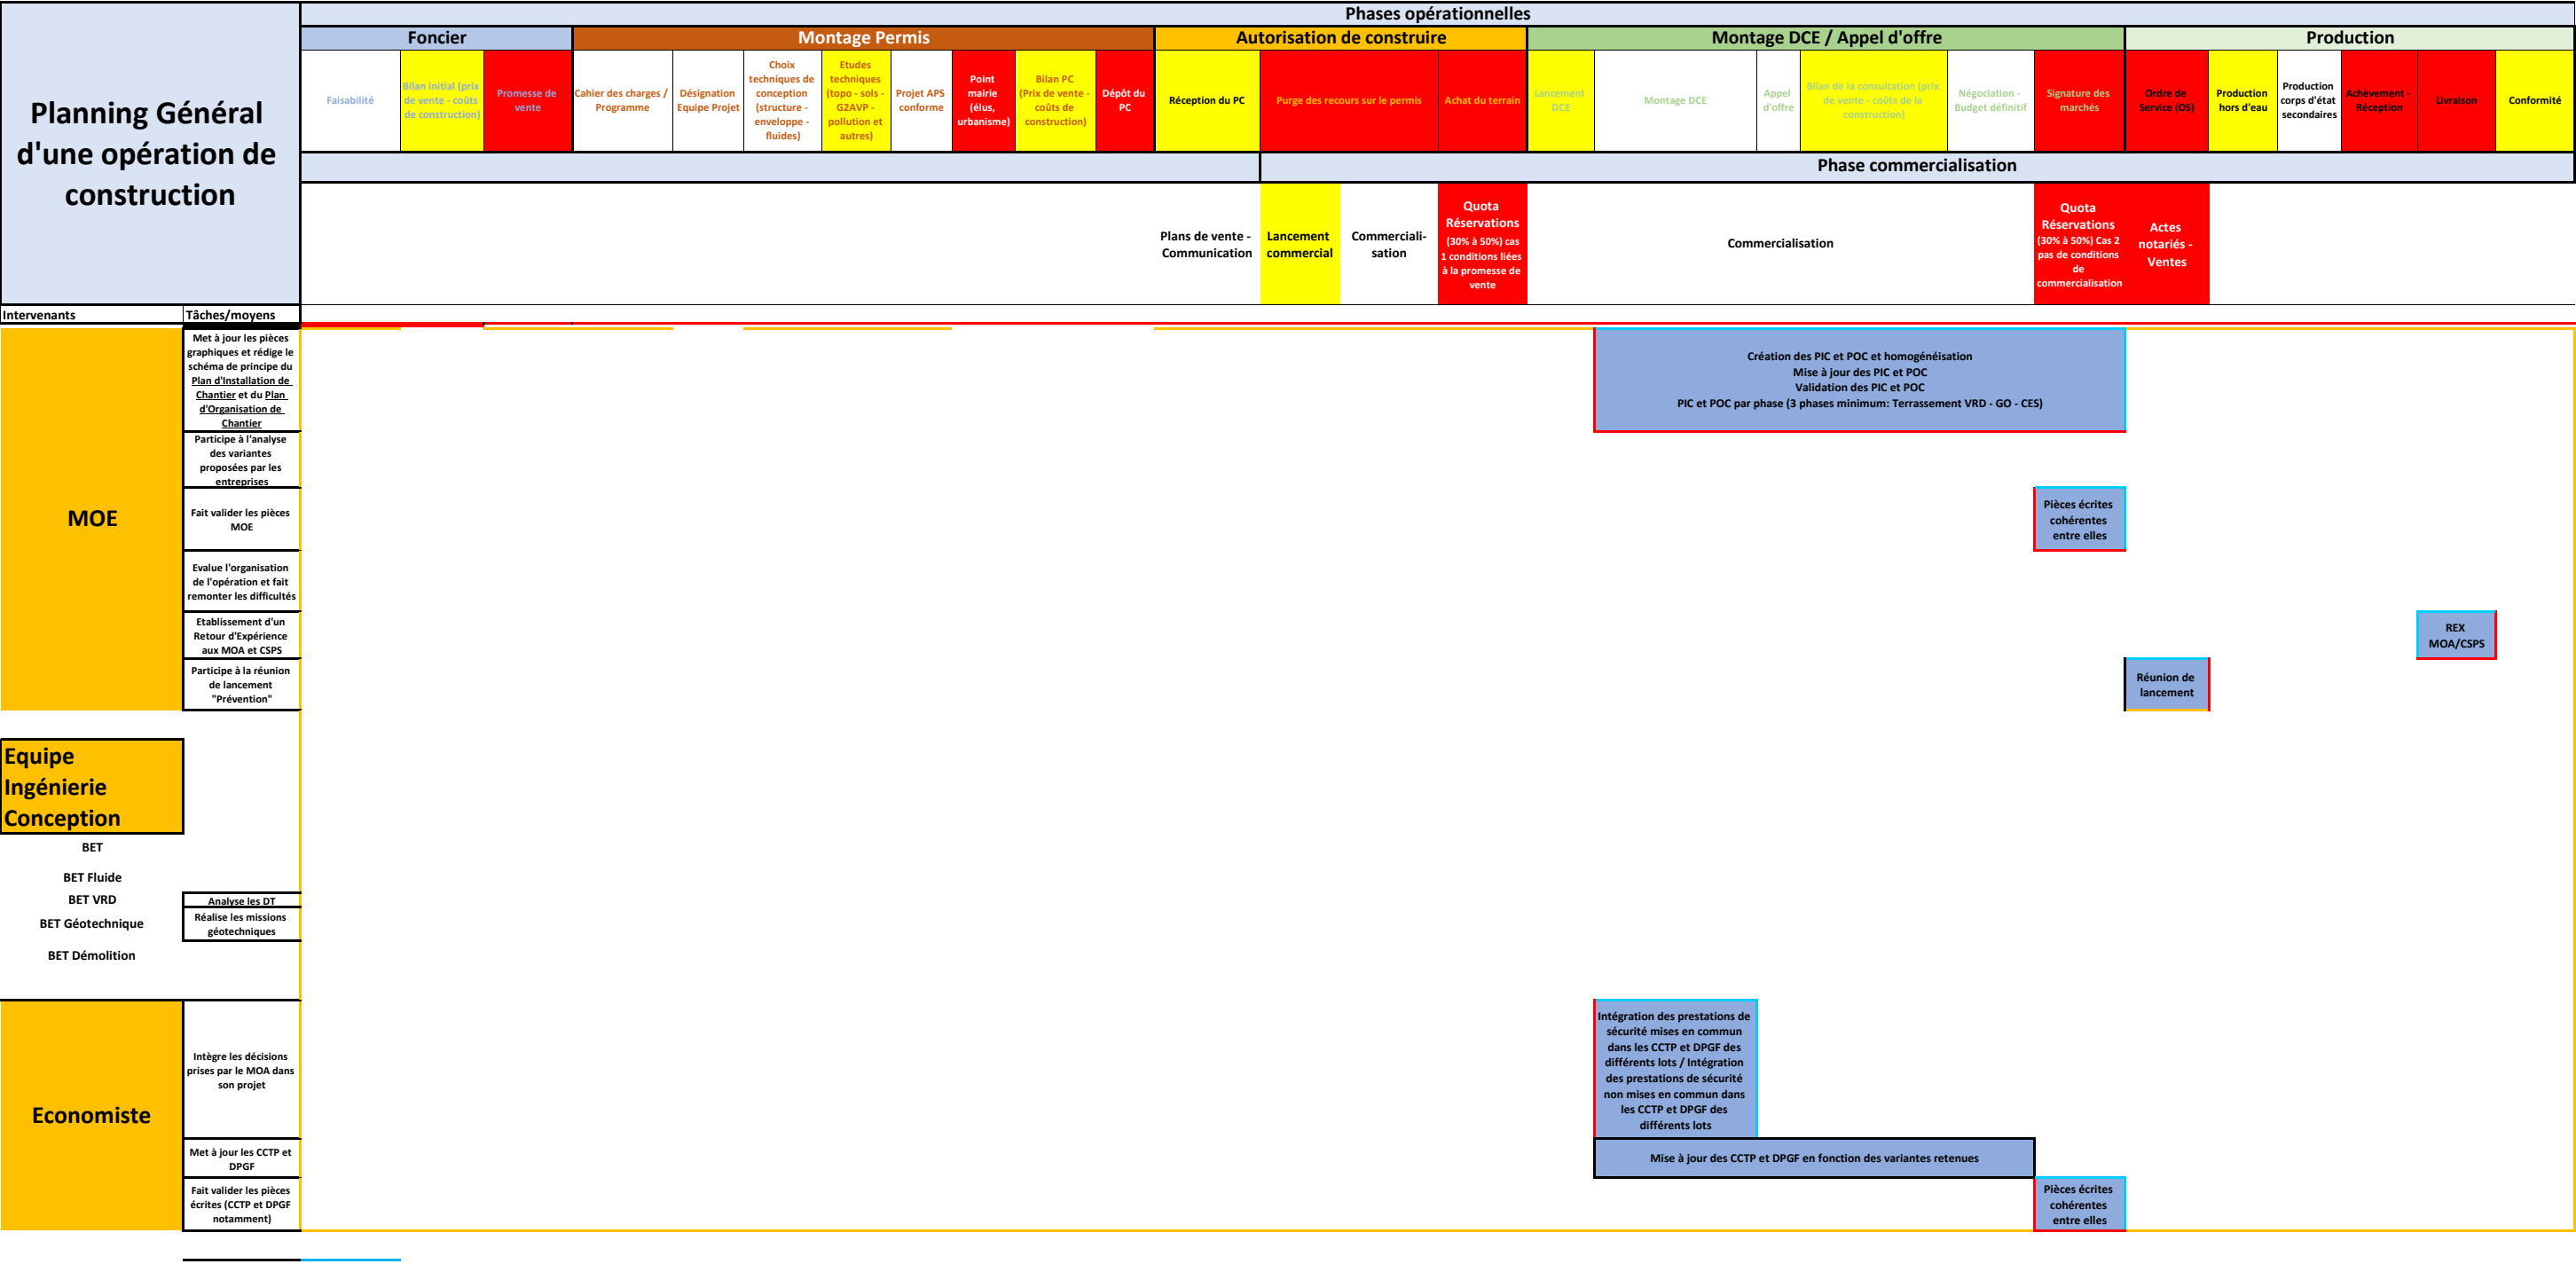 Planning Général
d'une opération de
construction
Phases opérationnelles
Foncier
Montage Permis
Autorisation de construire
Montage DCE / Appel d'offre
Production
Faisabilité
Bilan initial (prix
de vente - coûts
de construction)
Promesse de
vente
Cahier des charges /
Programme
Désignation
Equipe Projet
Choix
techniques de
conception
(structure -
enveloppe -
fluides)
Etudes
techniques
(topo - sols -
G2AVP -
pollution et
autres)
Projet APS
conforme
Point
mairie
(élus,
urbanisme)
Bilan PC
(Prix de vente -
coûts de
construction)
Dépôt du
PC
Réception du PC
Purge des recours sur le permis
Achat du terrain
Lancement
DCE
Montage DCE
Appel
d'offre
Bilan de la consultation (prix
de vente - coûts de la
construction)
Négociation -
Budget définitif
Signature des
marchés
Ordre de
Service (OS)
Production
hors d'eau
Production
corps d'état
secondaires
Achèvement -
Réception
Livraison
Conformité
Phase commercialisation
Plans de vente -
Communication
Lancement
commercial
Commerciali-
sation
Quota
Réservations
(30% à 50%) cas
1 conditions liées
à la promesse de
vente
Commercialisation
Quota
Réservations
(30% à 50%) Cas 2
pas de conditions
de
commercialisation
Actes
notariés -
Ventes
Intervenants
Tâches/moyens
MOE
Met à jour les pièces
graphiques et rédige le
schéma de principe du
Plan d'Installation de
Chantier et du Plan
d'Organisation de
Chantier
Création des PIC et POC et homogénéisation
Mise à jour des PIC et POC
Validation des PIC et POC
PIC et POC par phase (3 phases minimum: Terrassement VRD - GO - CES)
Participe à l'analyse
des variantes
proposées par les
entreprises
Fait valider les pièces
MOE
Pièces écrites
cohérentes
entre elles
Evalue l'organisation
de l'opération et fait
remonter les difficultés
Etablissement d'un
Retour d'Expérience
aux MOA et CSPS
REX
MOA/CSPS
Participe à la réunion
de lancement
"Prévention"
Réunion de
lancement
Equipe
Ingénierie
Conception
BET
BET Fluide
BET VRD
Analyse les DT
BET Géotechnique
Réalise les missions
géotechniques
BET Démolition
Economiste
Intègre les décisions
prises par le MOA dans
son projet
Intégration des prestations de
sécurité mises en commun
dans les CCTP et DPGF des
différents lots / Intégration
des prestations de sécurité
non mises en commun dans
les CCTP et DPGF des
différents lots
Met à jour les CCTP et
DPGF
Mise à jour des CCTP et DPGF en fonction des variantes retenues
Fait valider les pièces
écrites (CCTP et DPGF
notamment)
Pièces écrites
cohérentes
entre elles